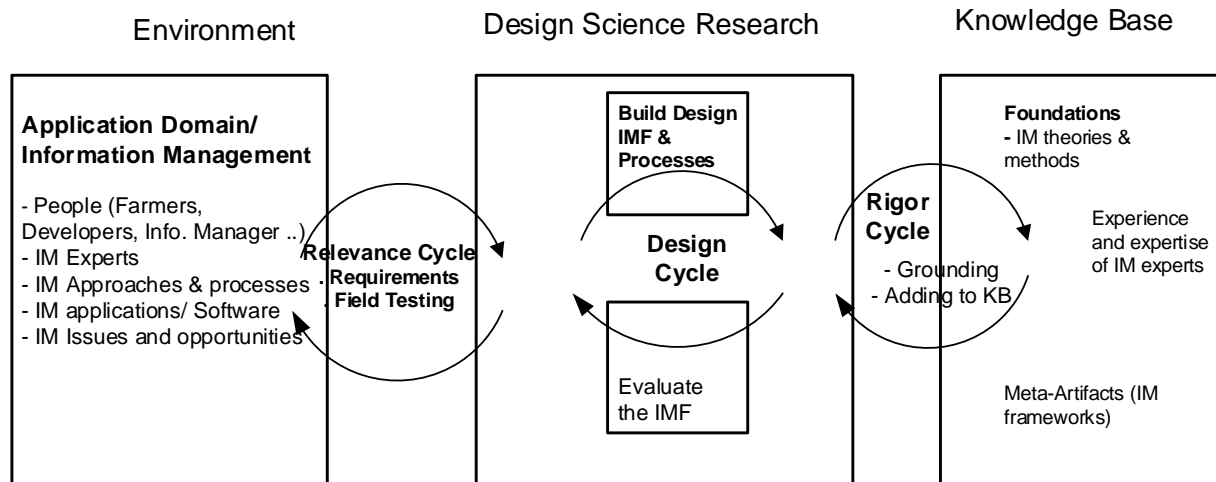 Environment
Design Science Research
Knowledge Base
Application Domain/
Information Management
- People (Farmers,
Developers, Info. Manager ..)
- IM Experts
- IM Approaches & processes
- IM applications/ Software
- IM Issues and opportunities
Relevance Cycle
· Requirements
· Field Testing
Build Design
IMF &
Processes
Design
Cycle
Evaluate
the IMF
Rigor
Cycle
- Grounding
- Adding to KB
Foundations
- IM theories &
methods
Experience
and expertise
of IM experts
Meta-Artifacts (IM
frameworks)